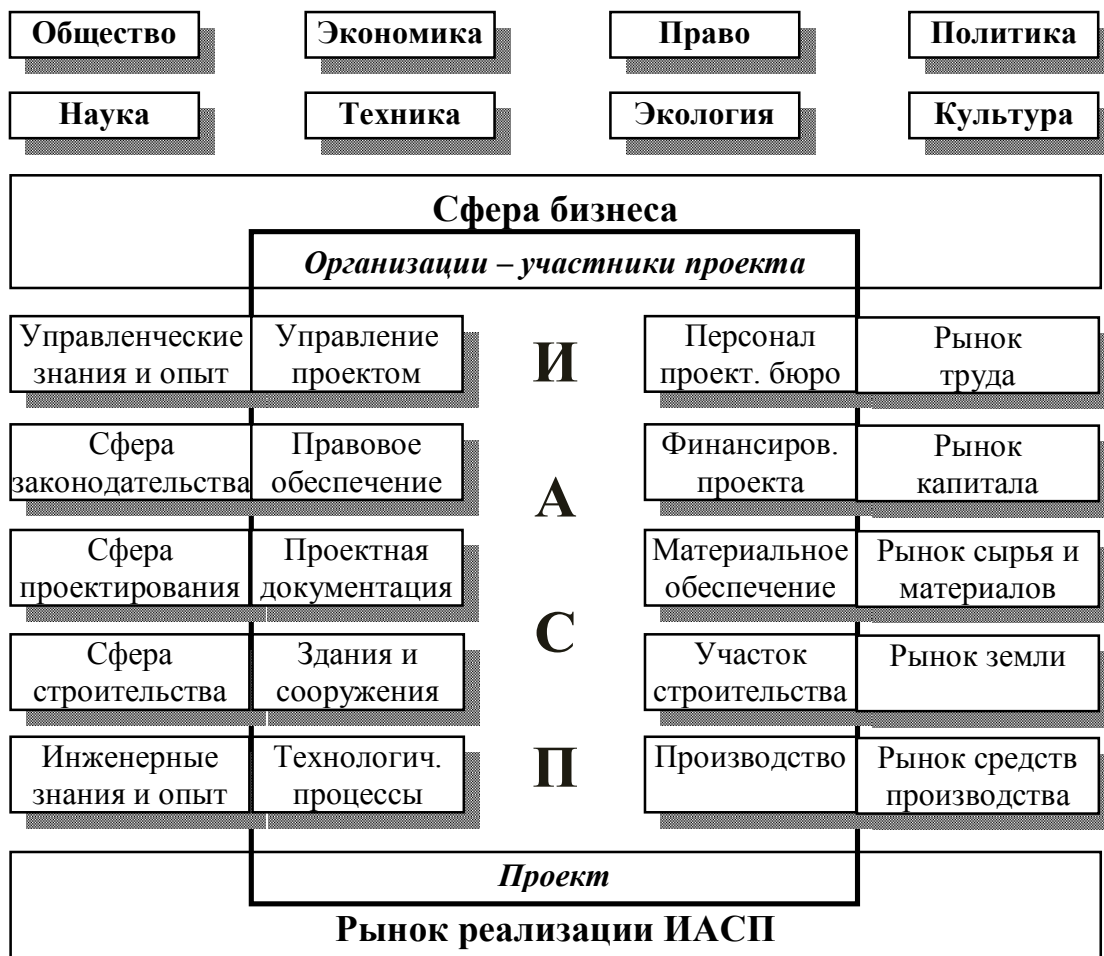 Общество Экономика Право Политика
Наука Техника Экология Культура
Сфера бизнеса
Организации – участники проекта
Управленческие Управление И Персонал Рынок
знания и опыт проектом проект. бюро труда
Сфера Правовое Финансиров. Рынок
законодательства обеспечение А проекта капитала
Сфера Проектная Материальное Рынок сырья и
проектирования документация обеспечение материалов
Сфера Здания и С Участок Рынок земли
строительства сооружения строительства
Инженерные Технологич. П Производство Рынок средств
знания и опыт процессы производства
Проект
Рынок реализации ИАСП